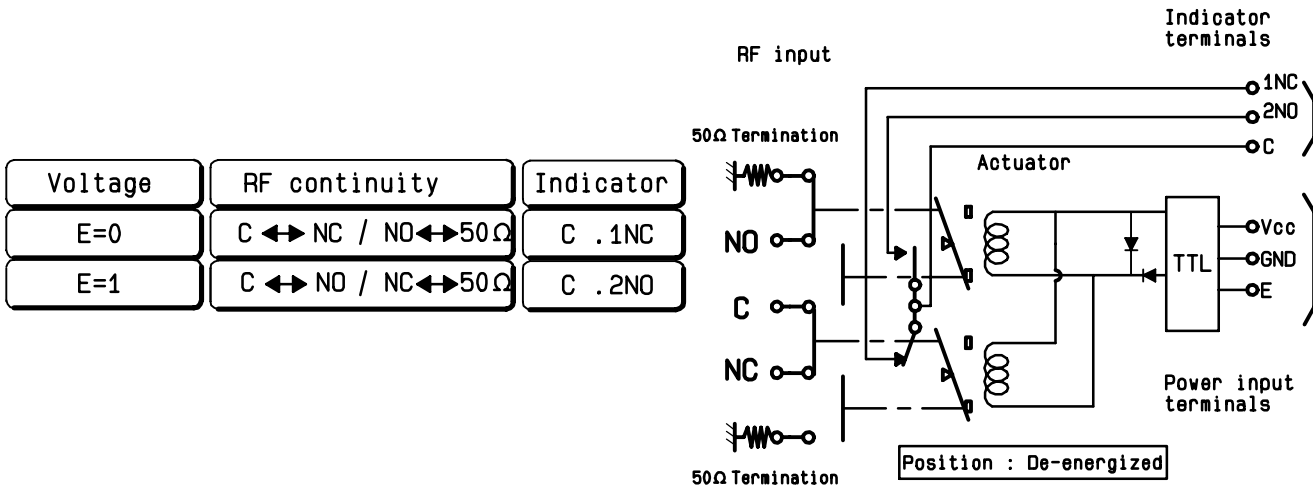 Voltage RF continuity Indicator
E=0 C ↔ NC / NO↔50Ω C .1NC
E=1 C ↔ NO / NC↔50Ω C .2NO
Indicator
terminals
RF input
1NC
2NO
C
50Ω Termination
Actuator
NO
Vcc
TTL
GND
E
C
NC
Power input
terminals
Position : De-energized
50Ω Termination